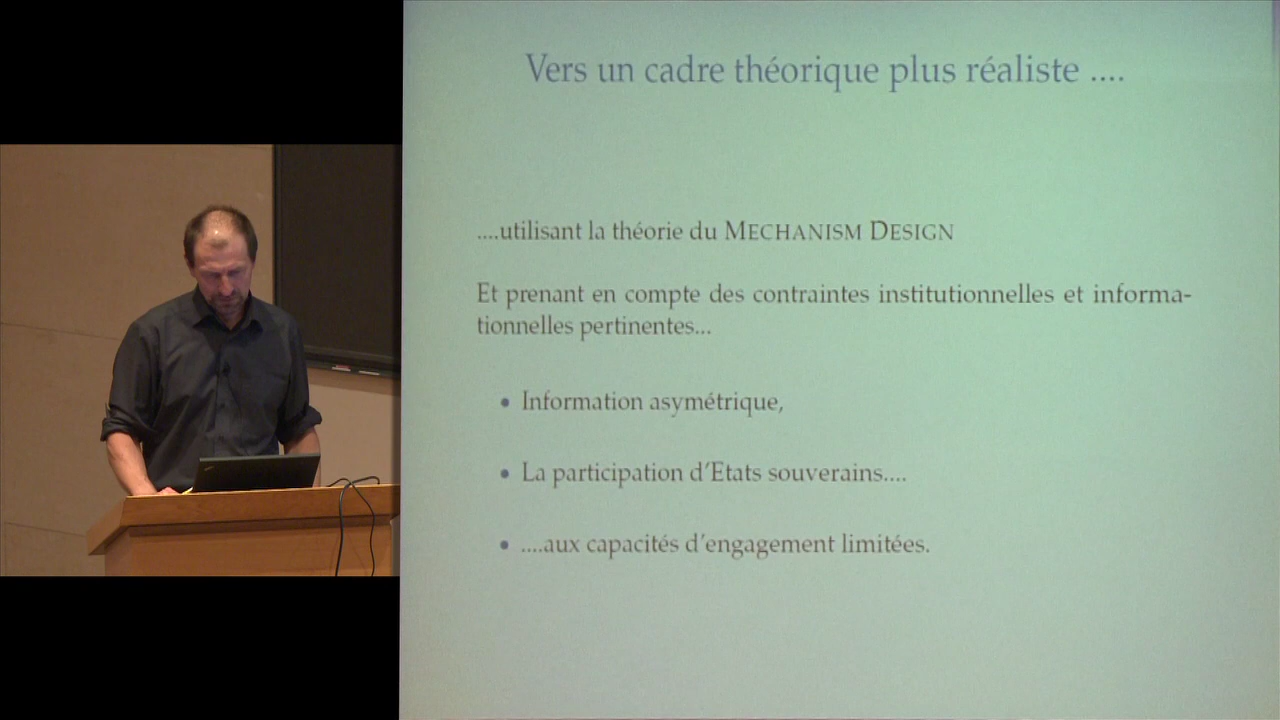 Vers un cadre théorique plus réaliste ....
....utilisant la théorie du MECHANISM DESIGN
Et prenant en compte des contraintes institutionnelles et informa-
tionnelles pertinentes...
• Information asymétrique,
• La participation d'Etats souverains....
• ....aux capacités d'engagement limitées.